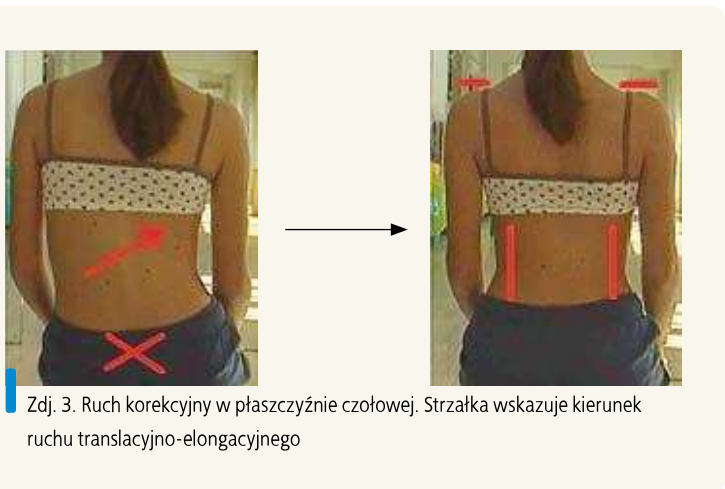 Zdj. 3. Ruch korekcyjny w płaszczyźnie czołowej. Strzałka wskazuje kierunek
ruchu translacyjno-elongacyjnego